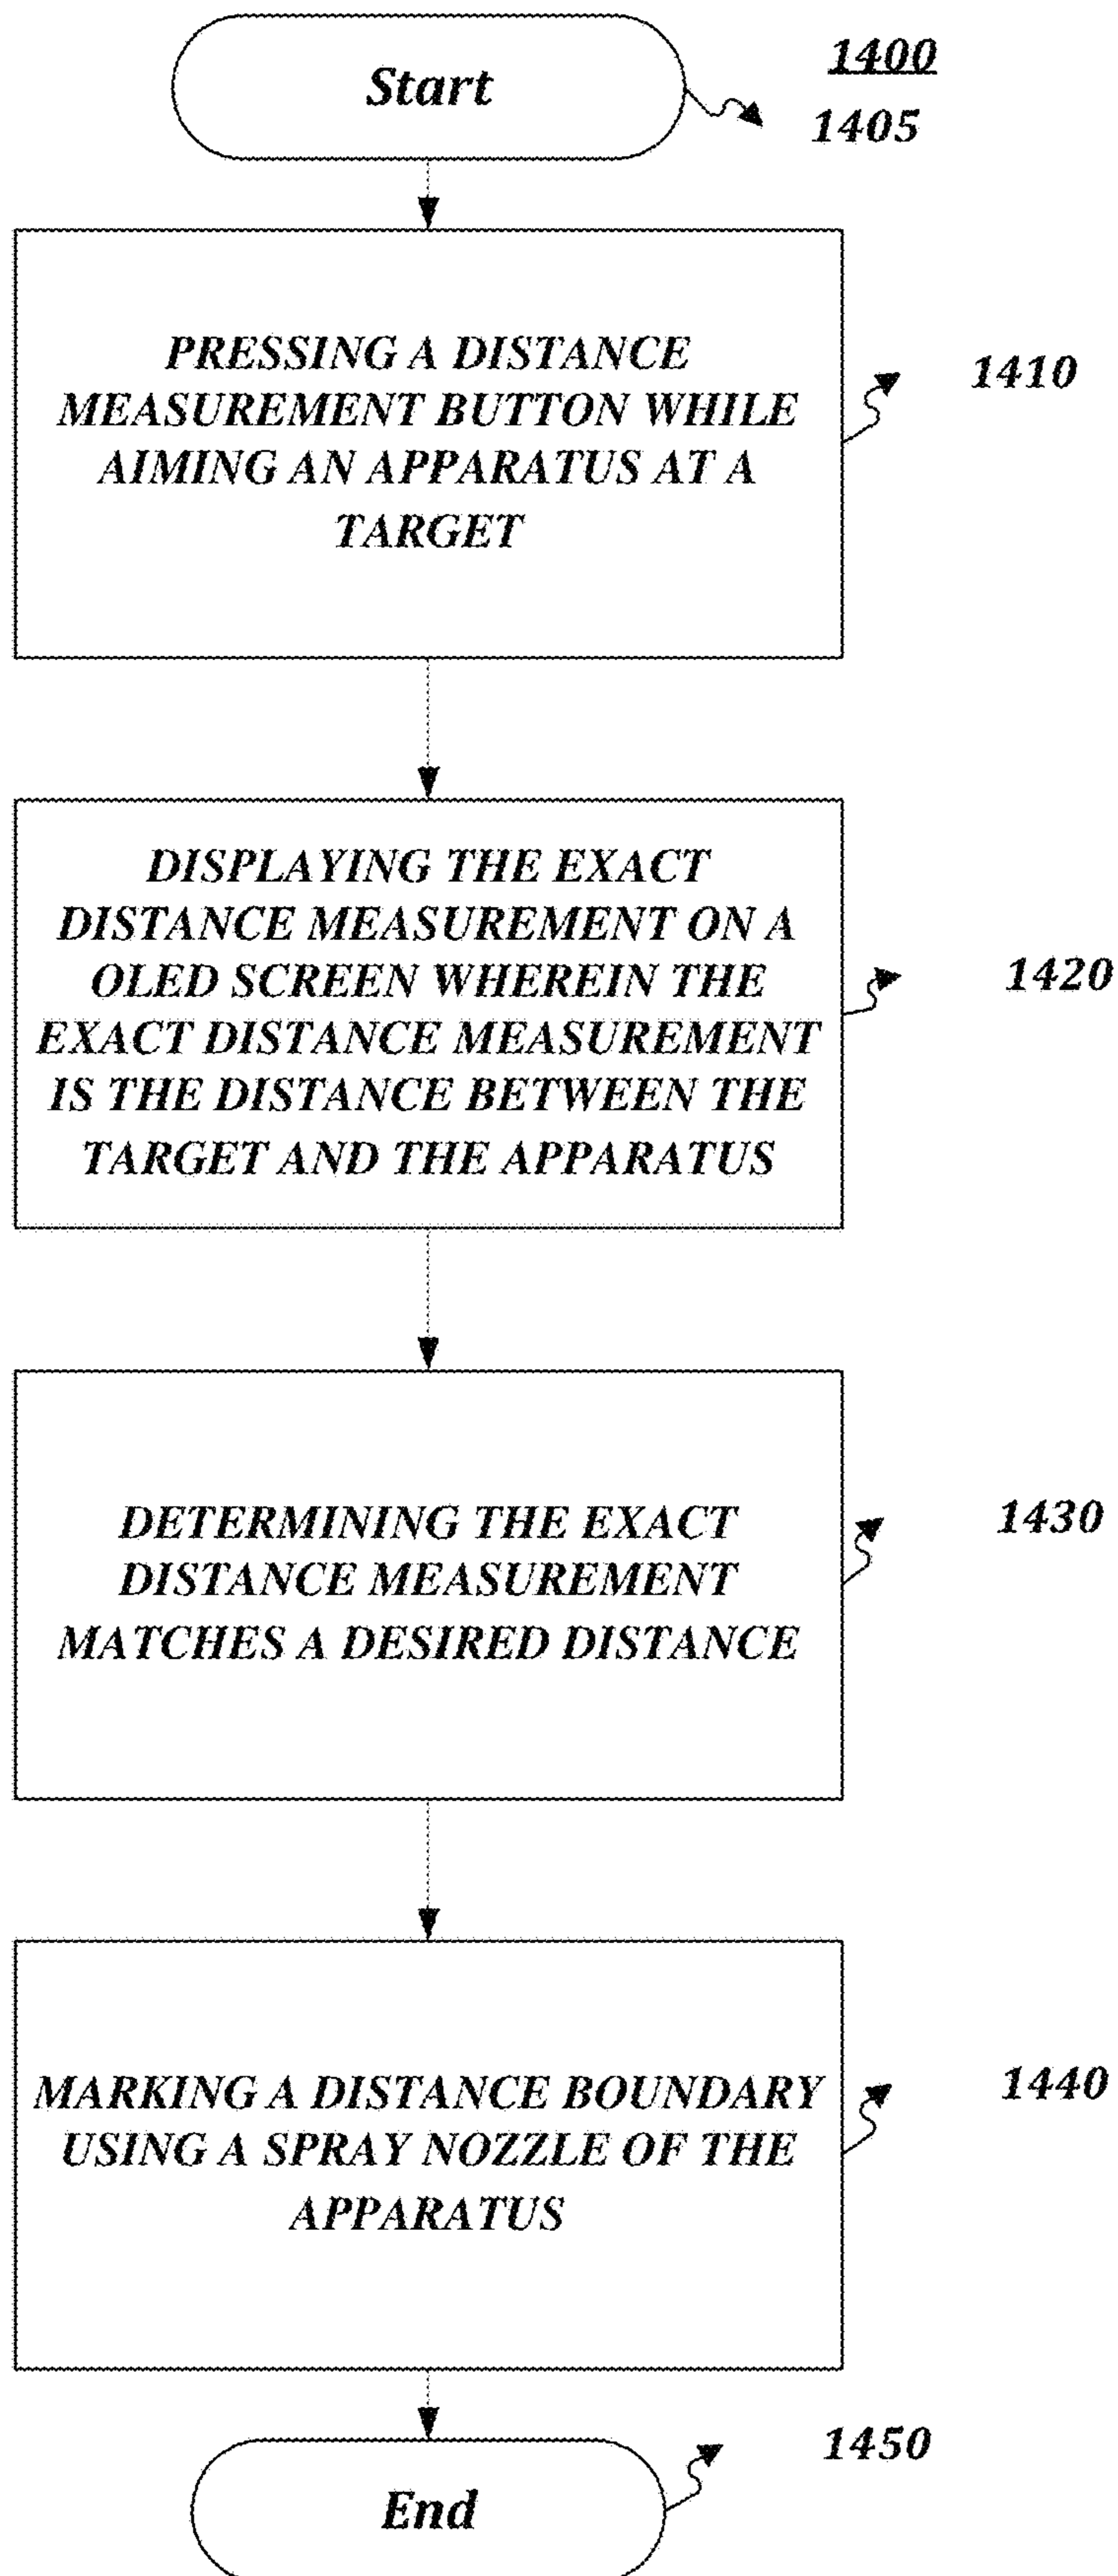 Start
1400
1405
PRESSING A DISTANCE
MEASUREMENT BUTTON WHILE
AIMING AN APPARATUS AT A
TARGET
1410
DISPLAYING THE EXACT
DISTANCE MEASUREMENT ON A
OLED SCREEN WHEREIN THE
EXACT DISTANCE MEASUREMENT
IS THE DISTANCE BETWEEN THE
TARGET AND THE APPARATUS
1420
DETERMINING THE EXACT
DISTANCE MEASUREMENT
MATCHES A DESIRED DISTANCE
1430
MARKING A DISTANCE BOUNDARY
USING A SPRAY NOZZLE OF THE
APPARATUS
1440
End
1450